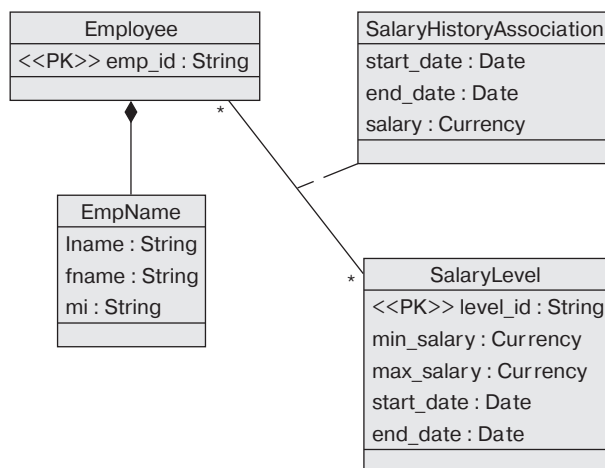 Employee
<<PK>> emp_id : String
SalaryHistoryAssociation
start_date : Date
end_date : Date
salary : Currency
*
EmpName
lname : String
fname : String
mi : String
*
SalaryLevel
<<PK>> level_id : String
min_salary : Currency
max_salary : Currency
start_date : Date
end_date : Date